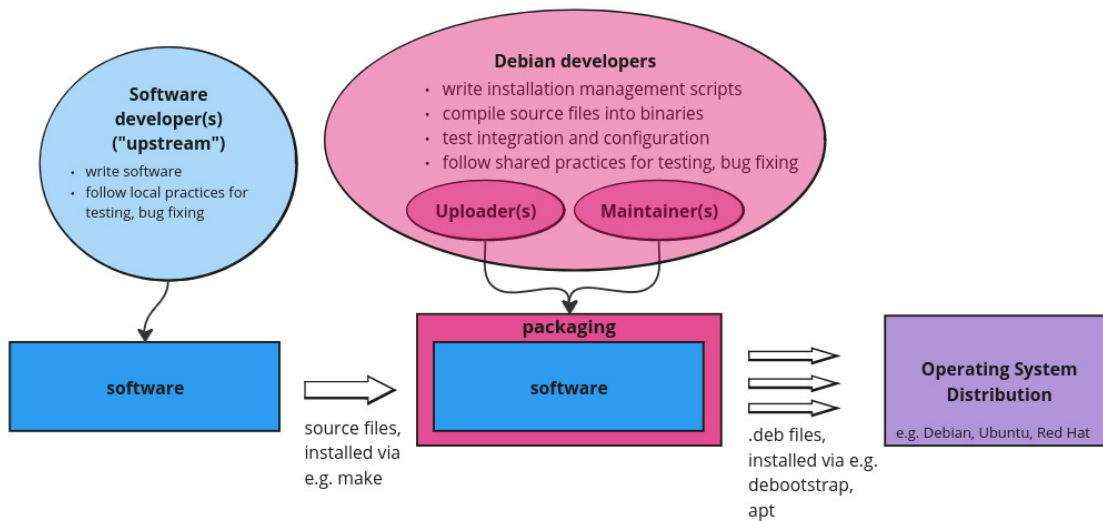 Software
developer(s)
("upstream")
• write software
• follow local practices for
testing, bug fixing
Debian developers
• write installation management scripts
• compile source files into binaries
• test integration and configuration
• follow shared practices for testing, bug fixing
Uploader(s)
Maintainer(s)
software
source files,
installed via
e.g. make
packaging
software
.deb files,
installed via e.g.
debootstrap,
apt
Operating System
Distribution
e.g. Debian, Ubuntu, Red Hat